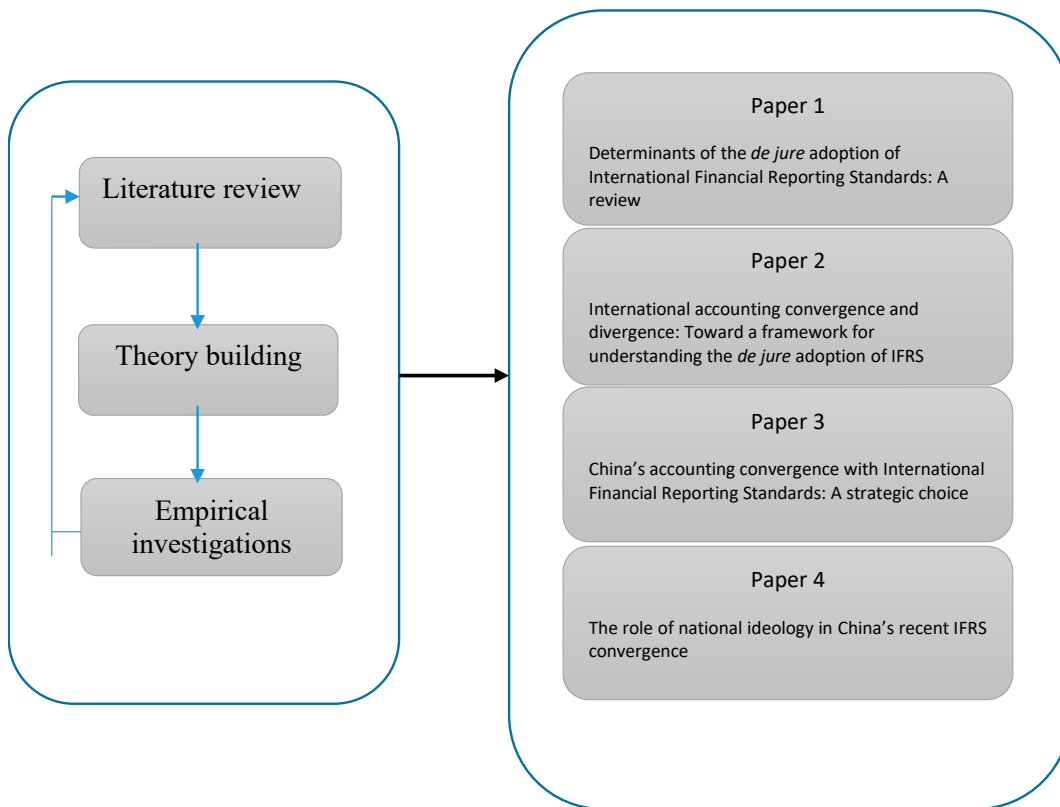 Literature review
Theory building
Empirical
investigations
Paper 1
Determinants of the de jure adoption of
International Financial Reporting Standards: A
review
Paper 2
International accounting convergence and
divergence: Toward a framework for
understanding the de jure adoption of IFRS
Paper 3
China’s accounting convergence with International
Financial Reporting Standards: A strategic choice
Paper 4
The role of national ideology in China’s recent IFRS
convergence